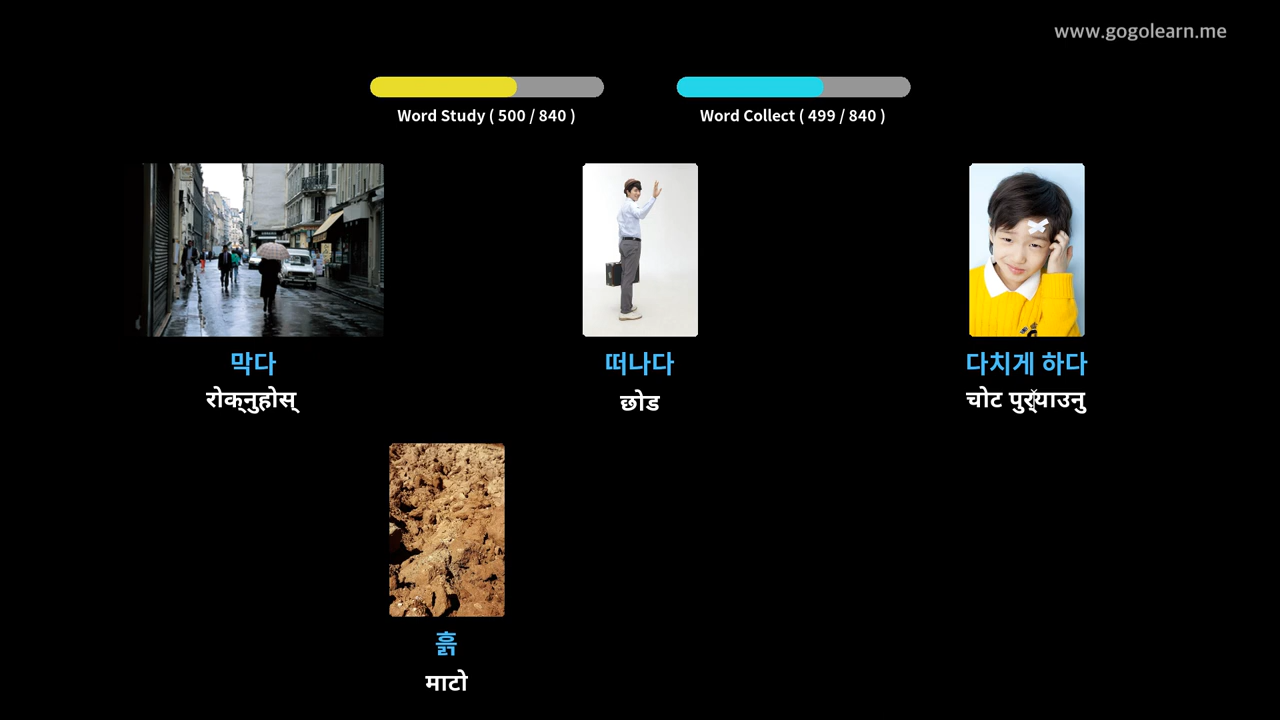 www.gogolearn.me
Word Study ( 500 / 840 )
Word Collect ( 499 / 840 )
막다
रोक्नुहोस्
떠나다
छोड
다치게 하다
चोट पुर्‍याउनु
흙
माटो